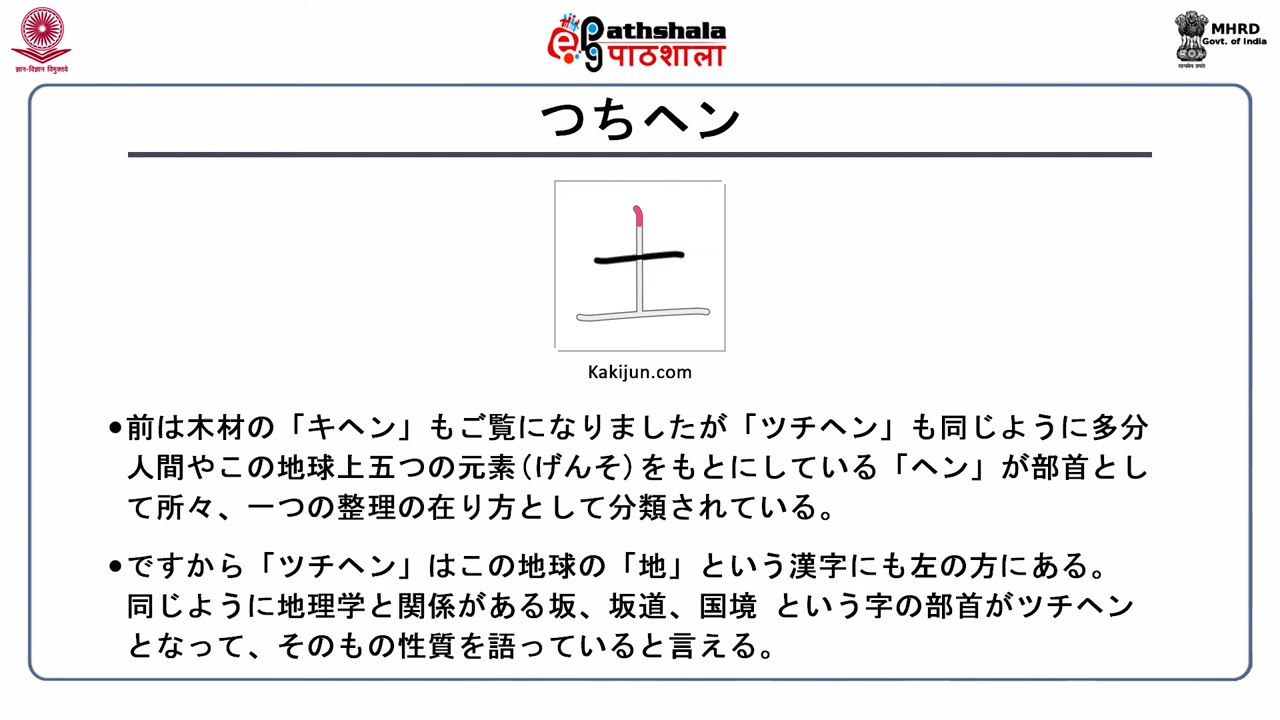 ज्ञान-विज्ञान विमुक्तये
ePathshala
पाठशाला
MHRD
Govt. of India
सत्यमेव जयते
つちヘン
土
Kakijun.com
•前は木材の「キヘン」もご覧になりましたが「ツチヘン」も同じように多分
人間やこの地球上五つの元素(げんそ)をもとにしている「ヘン」が部首とし
て所々、一つの整理の在り方として分類されている。
•ですから「ツチヘン」はこの地球の「地」という漢字にも左の方にある。
同じように地理学と関係がある坂、坂道、国境 という字の部首がツチヘン
となって、そのもの性質を語っていると言える。